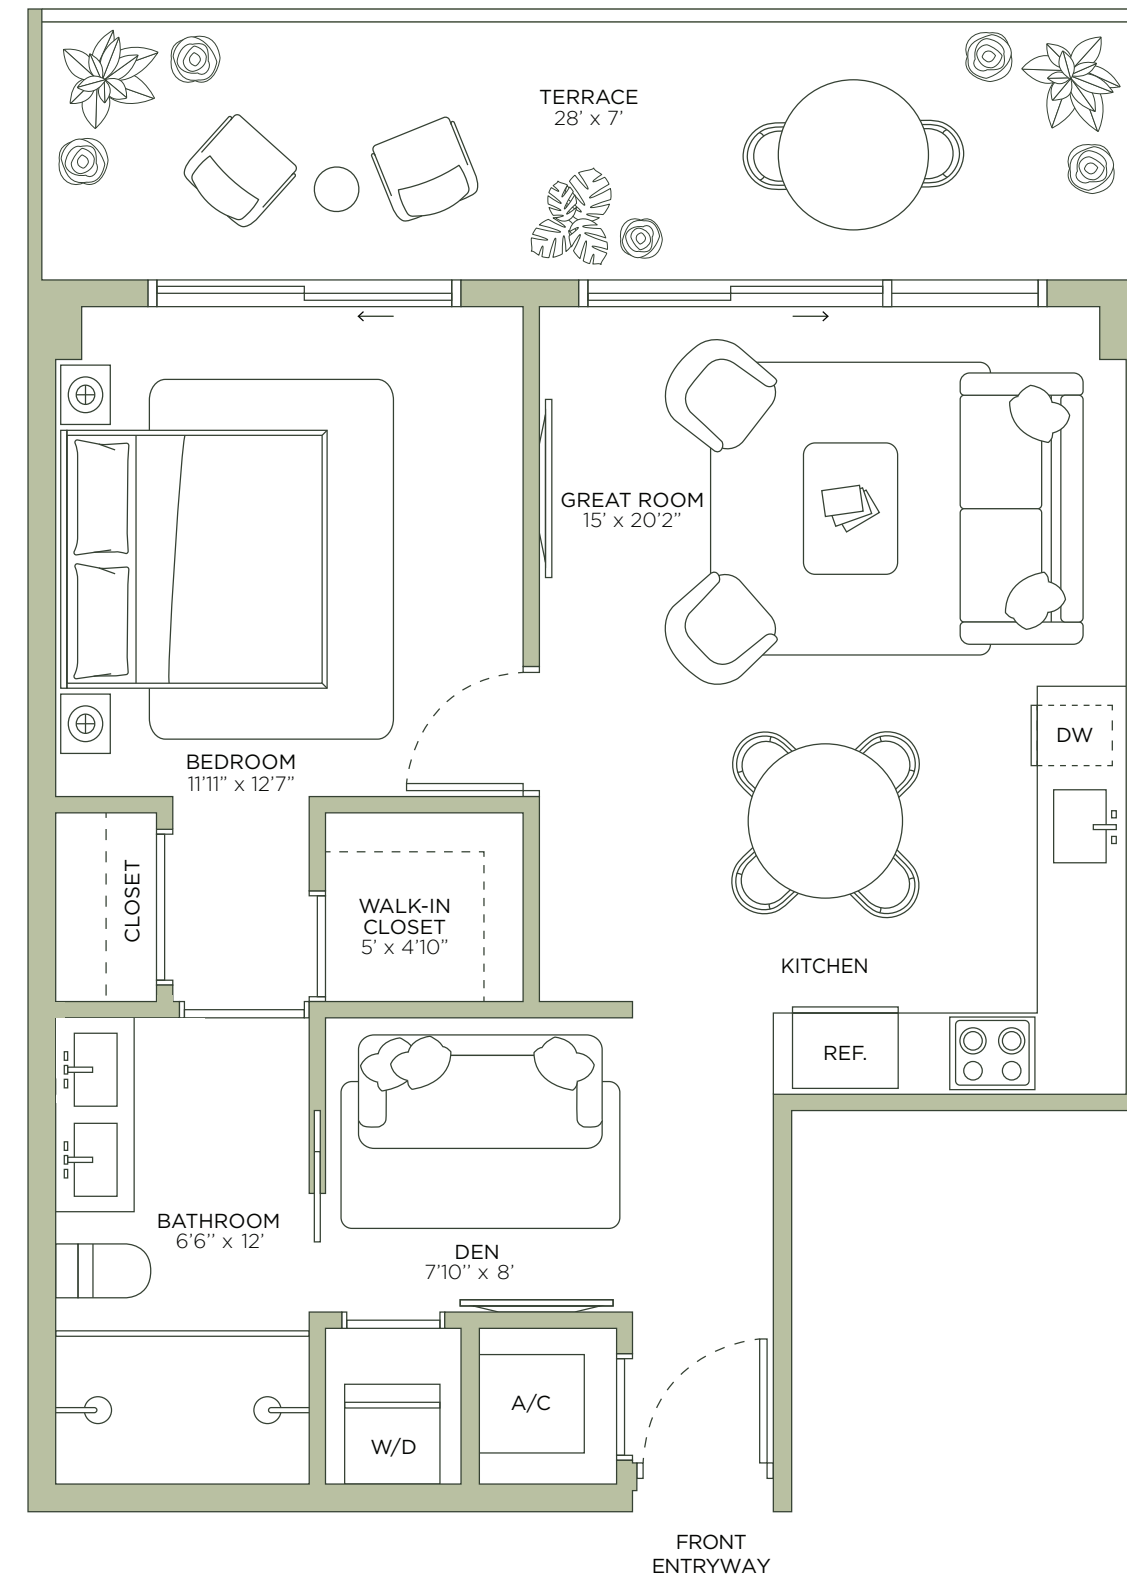 TERRACE
28’ x 7’
GREAT ROOM
15’ x 20’2”
BEDROOM
11’11” x 12’7”
DW
CLOSET
WALK-IN
CLOSET
5’ x 4’10”
KITCHEN
REF.
BATHROOM
6’6’’ x 12’
DEN
7’10’’ x 8’
A/C
W/D
FRONT
ENTRYWAY